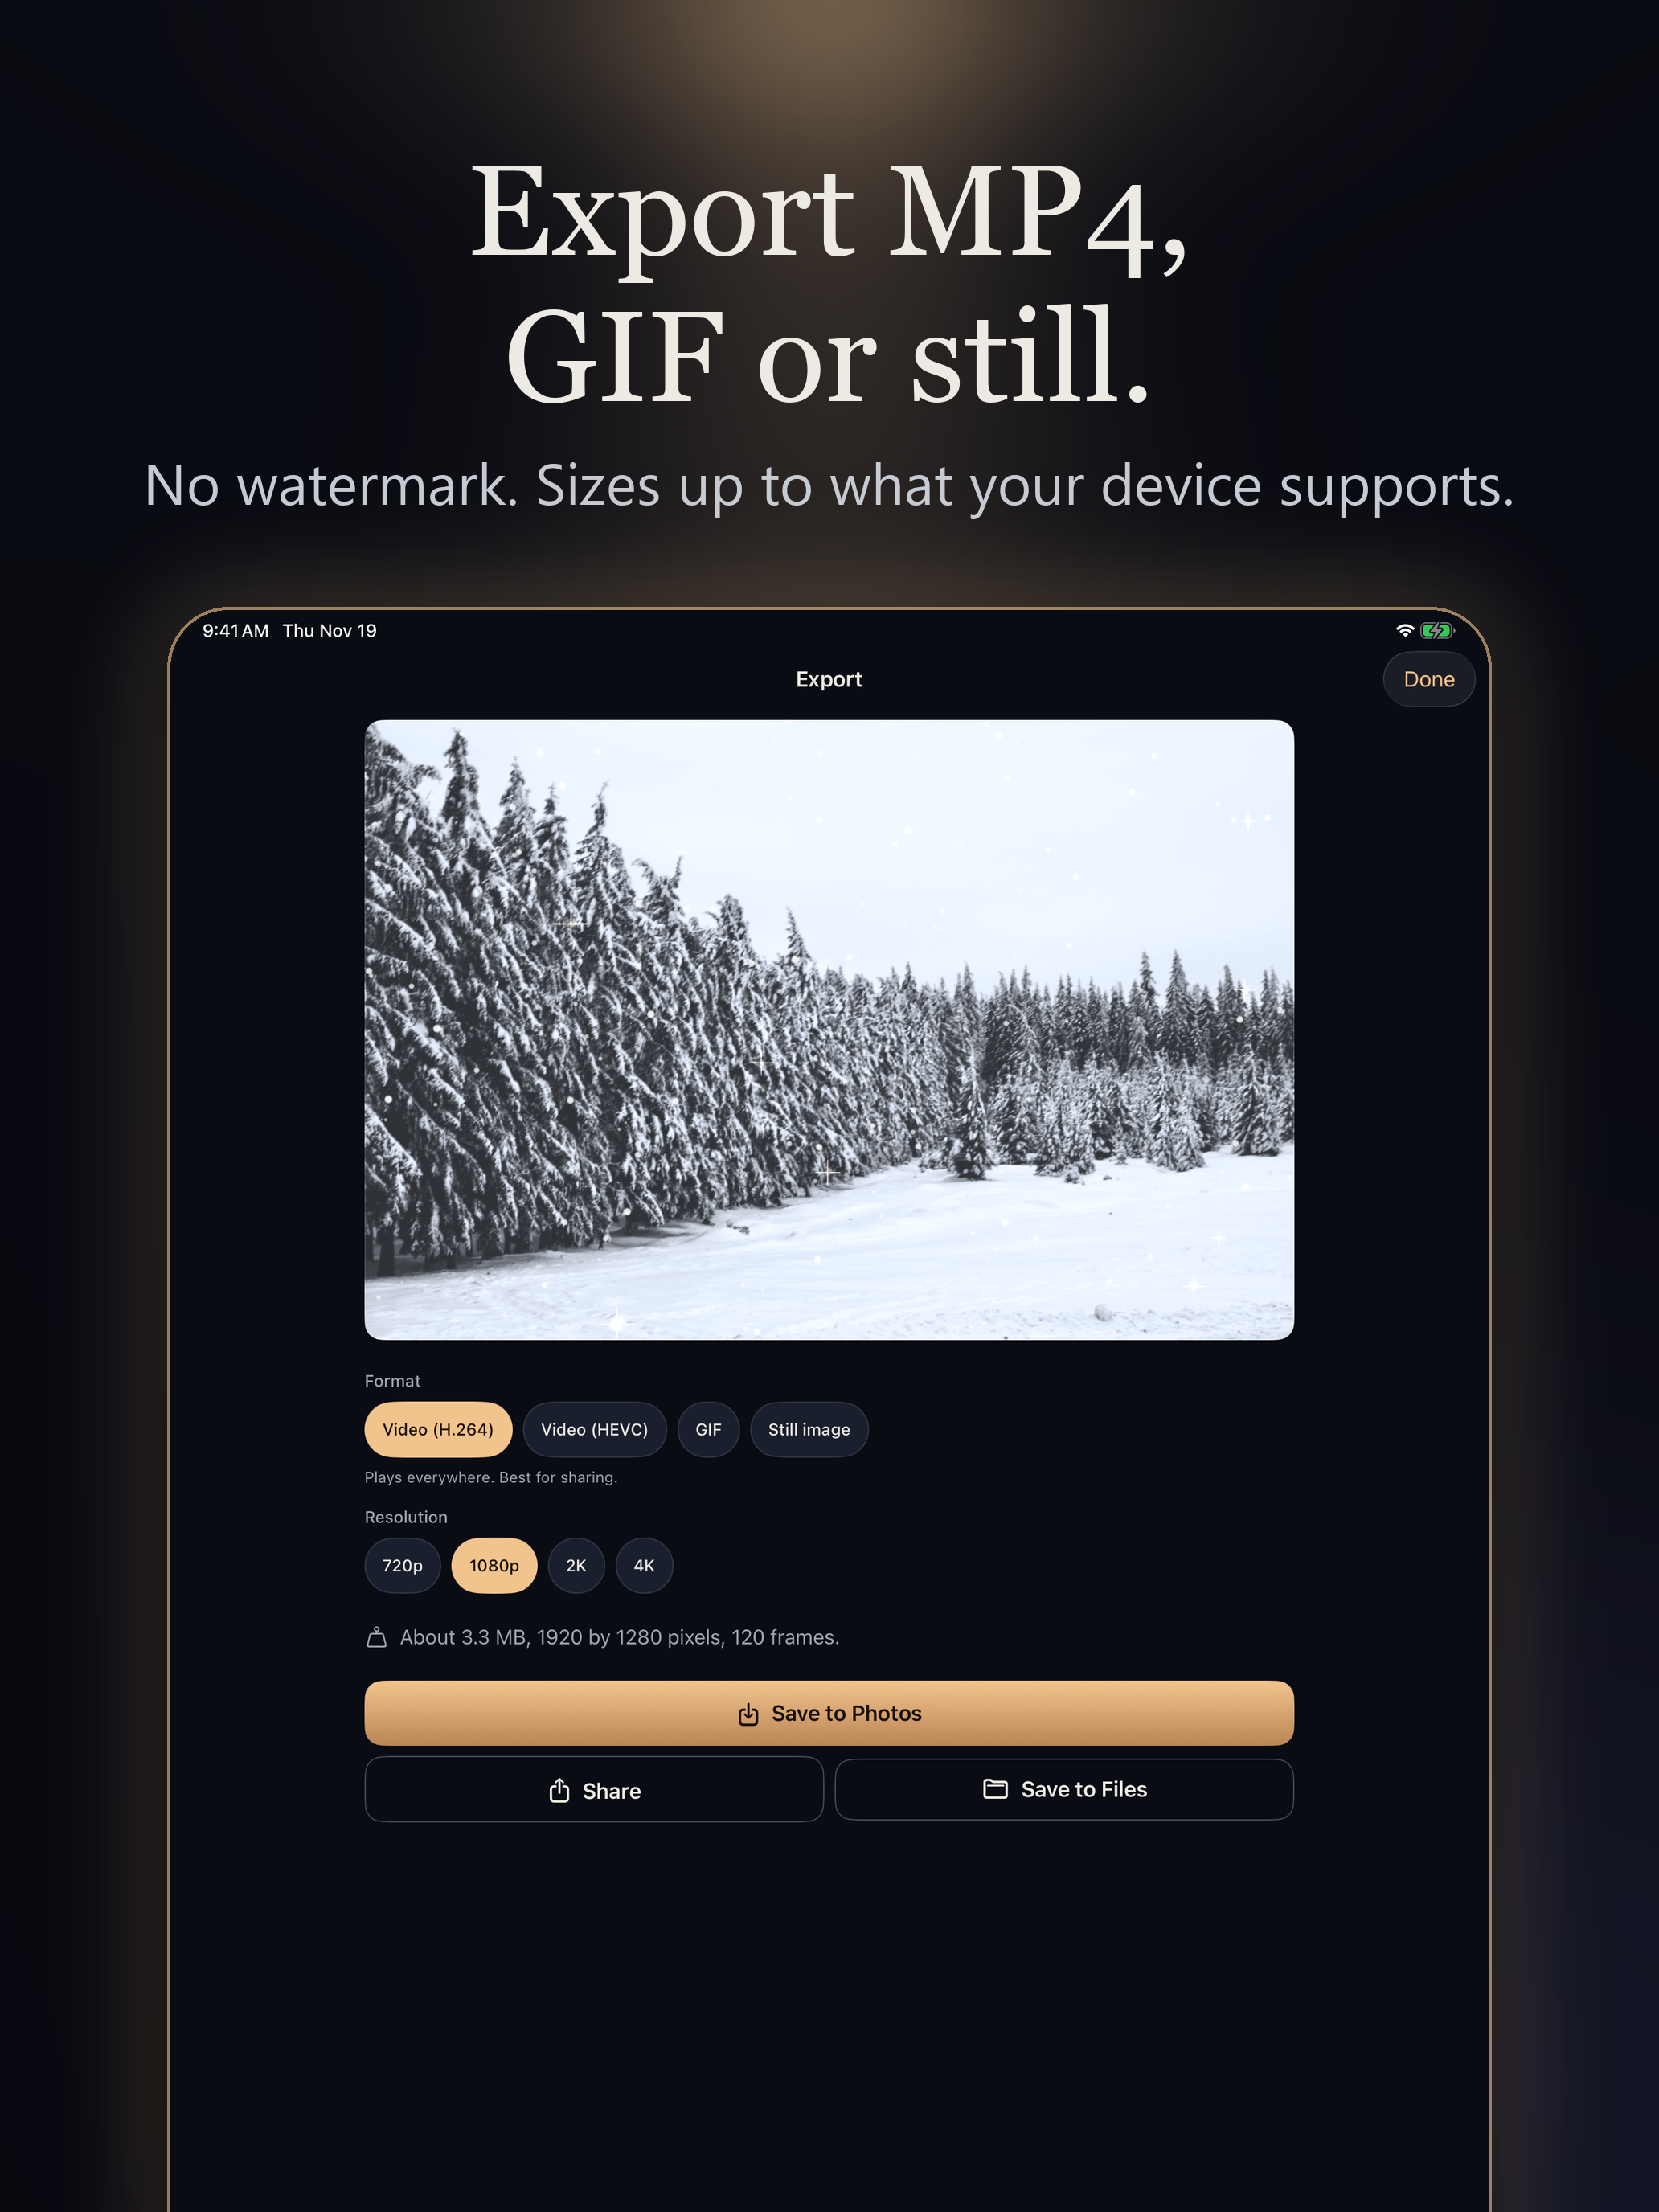 Export MP4,
GIF or still.
No watermark. Sizes up to what your device supports.
9:41 AM Thu Nov 19
Export
Done
Format
Video (H.264) Video (HEVC) GIF Still image
Plays everywhere. Best for sharing.
Resolution
720p 1080p 2K 4K
About 3.3 MB, 1920 by 1280 pixels, 120 frames.
Save to Photos
Share Save to Files